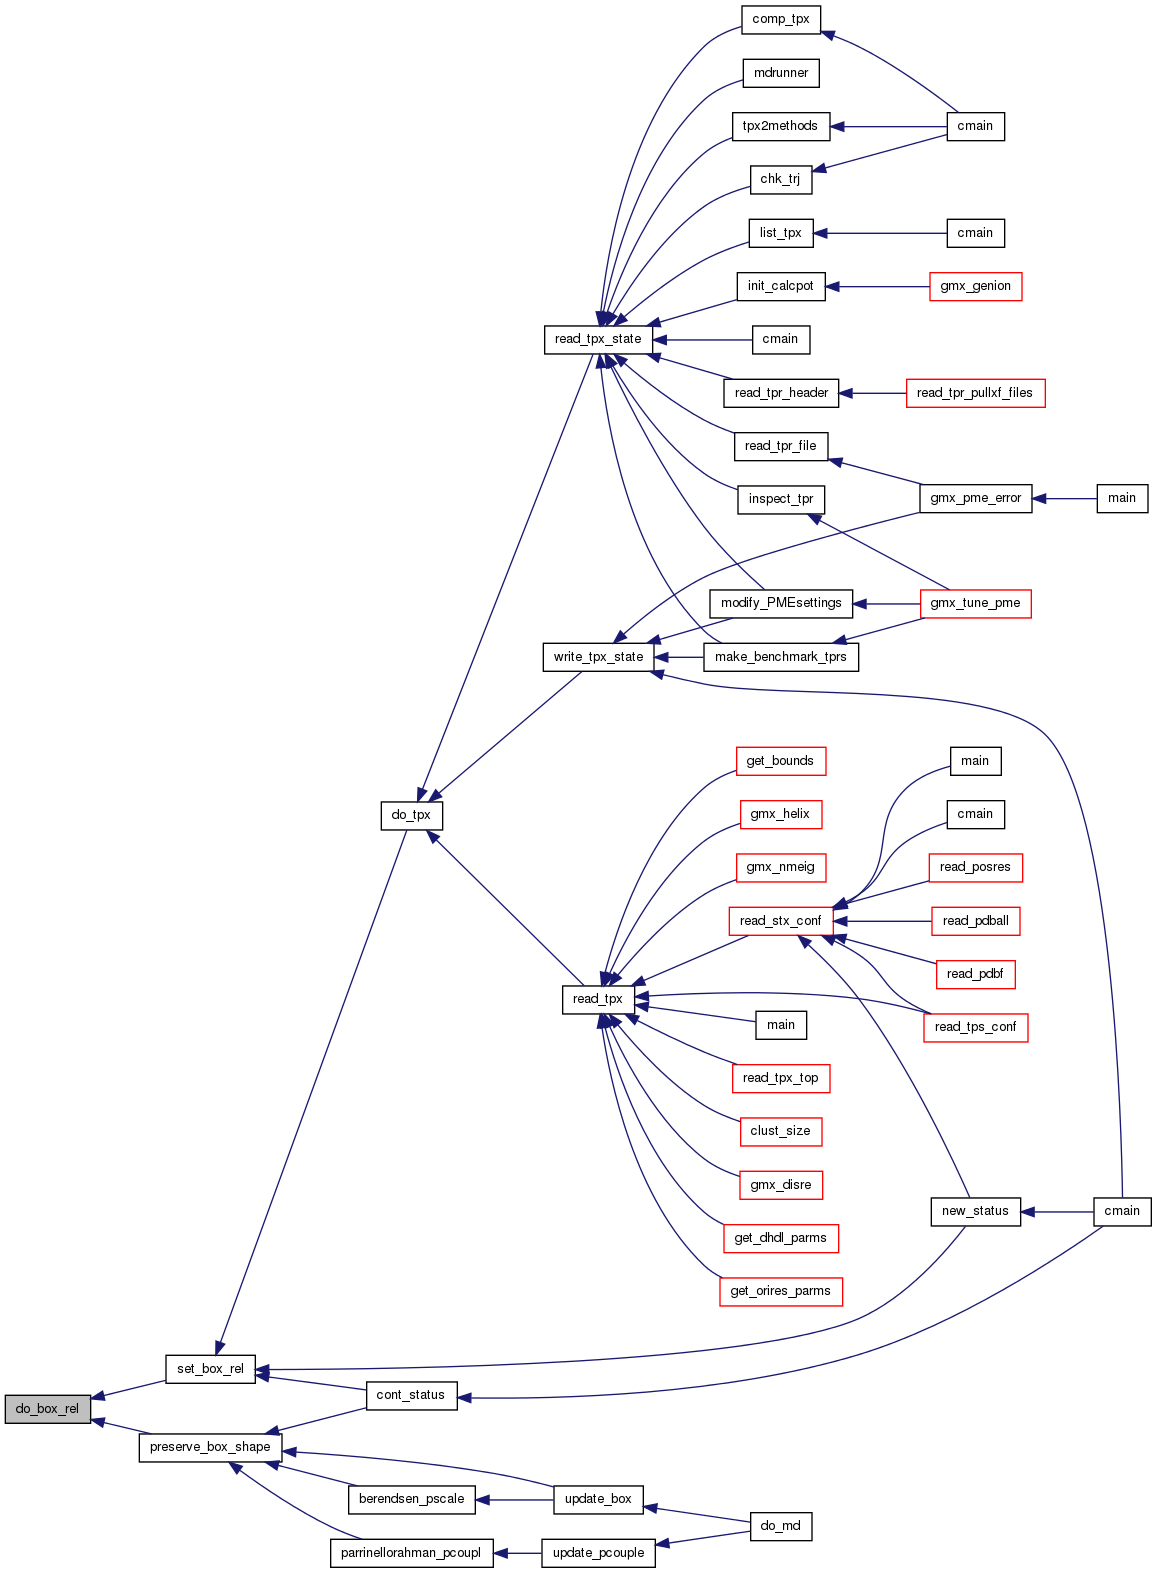 comp_tpx
mdrunner
tpx2methods
cmain
chk_trj
list_tpx
cmain
init_calcpot
gmx_genion
read_tpx_state
cmain
read_tpr_header
read_tpr_pullxf_files
read_tpr_file
inspect_tpr
gmx_pme_error
main
modify_PMEsettings
gmx_tune_pme
write_tpx_state
make_benchmark_tprs
get_bounds
main
do_tpx
gmx_helix
cmain
gmx_nmeig
read_posres
read_stx_conf
read_pdball
read_pdbf
read_tpx
main
read_tps_conf
read_tpx_top
clust_size
gmx_disre
new_status
cmain
get_dhdl_parms
get_orires_parms
set_box_rel
cont_status
do_box_rel
preserve_box_shape
berendsen_pscale
update_box
do_md
parrinellorahman_pcoupl
update_pcouple